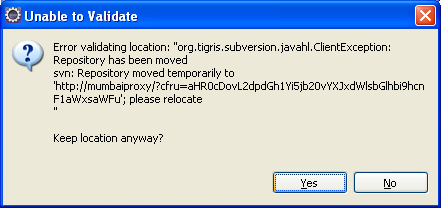 Unable to Validate
Error validating location: "org.tigris.subversion.javahl.ClientException:
Repository has been moved
svn: Repository moved temporarily to
'http://mumbaiproxy/?cfru=aHR0cDovL2dpdGh1Yi5jb20vYXJxdWlsbGlhbi9hcn
F1aWxsaWFu'; please relocate
"
Keep location anyway?
Yes
No